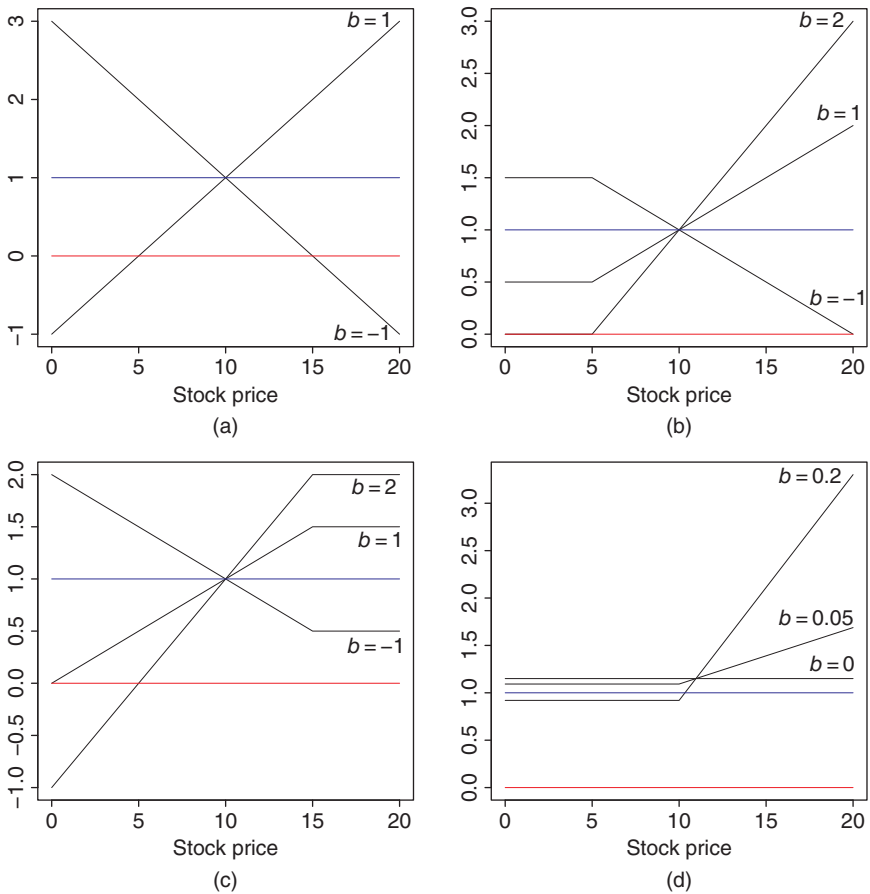 3
2
1
0
−1
b = 1
b = −1
0 5 10 15 20
Stock price
(a)
3.0
2.5
2.0
1.5
1.0
0.5
0.0
b = 2
b = 1
b = −1
0 5 10 15 20
Stock price
(b)
2.0
1.5
1.0
0.5
0.0
−0.5
−1.0
b = 2
b = 1
b = −1
0 5 10 15 20
Stock price
(c)
3.0
2.5
2.0
1.5
1.0
0.5
0.0
b = 0.2
b = 0.05
b = 0
0 5 10 15 20
Stock price
(d)